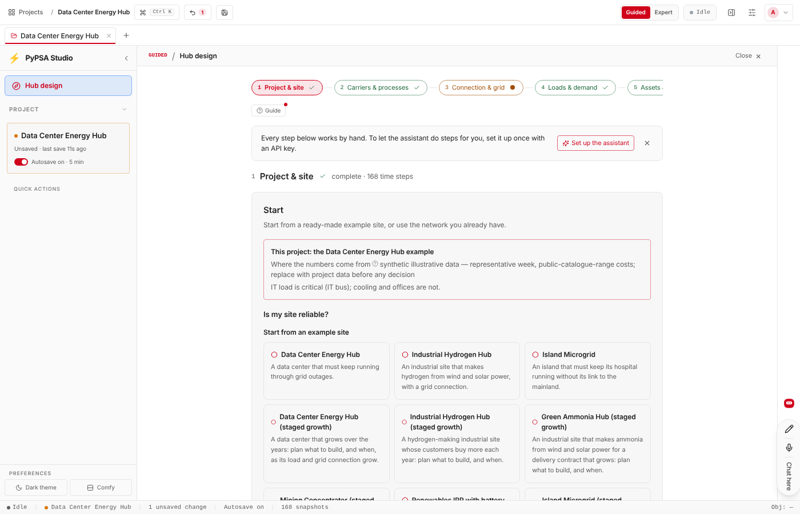 Projects / Data Center Energy Hub
Ctrl K
1
Guided
Expert
Idle
A
Data Center Energy Hub
PyPSA Studio
GUIDED / Hub design
Close
Hub design
PROJECT
Data Center Energy Hub
Unsaved · last save 11s ago
Autosave on · 5 min
QUICK ACTIONS
1 Project & site
2 Carriers & processes
3 Connection & grid
4 Loads & demand
5 Assets
Guide
Every step below works by hand. To let the assistant do steps for you, set it up once with
an API key.
Set up the assistant
1 Project & site
complete · 168 time steps
Start
Start from a ready-made example site, or use the network you already have.
This project: the Data Center Energy Hub example
Where the numbers come from ? synthetic illustrative data — representative week, public-catalogue-range costs;
replace with project data before any decision
IT load is critical (IT bus); cooling and offices are not.
Is my site reliable?
Start from an example site
Data Center Energy Hub
A data center that must keep running
through grid outages.
Industrial Hydrogen Hub
An industrial site that makes
hydrogen from wind and solar power,
with a grid connection.
Island Microgrid
An island that must keep its hospital
running without its link to the
mainland.
Data Center Energy Hub
(staged growth)
A data center that grows over the
years: plan what to build, and when,
as its load and grid connection grow.
Industrial Hydrogen Hub
(staged growth)
A hydrogen-making industrial site
whose customers buy more each
year: plan what to build, and when.
Green Ammonia Hub (staged
growth)
An industrial site that makes ammonia
from wind and solar power for a
delivery contract that grows: plan
what to build, and when.
Mining Concentrator (staged
Renewables IPP with battery
Island Microgrid (staged
Chat here
PREFERENCES
Dark theme
Comfy
Idle
Data Center Energy Hub
1 unsaved change
Autosave on
168 snapshots
Obj: —